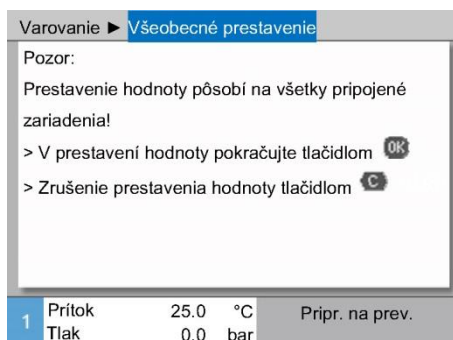 Varovanie ► Všeobecné prestavenie
Pozor:
Prestavenie hodnoty pôsobí na všetky pripojené
zariadenia!
> V prestavení hodnoty pokračujte tlačidlom OK
> Zrušenie prestavenia hodnoty tlačidlom C
1 Prítok 25.0 °C Pripr. na prev.
Tlak 0.0 bar